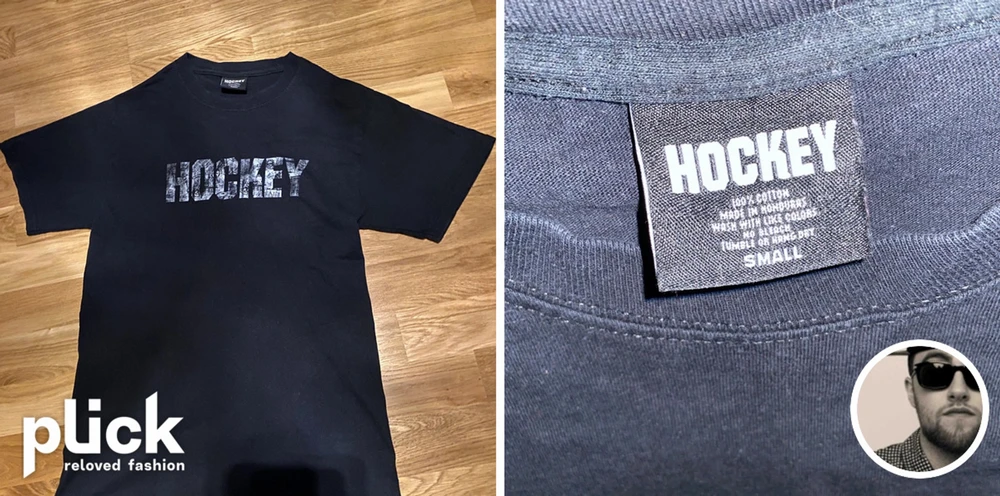 HOCKEY
HOCKEY
plick
reloved fashion
HOCKEY
100% COTTON
MADE IN HONDURAS
WASH WITH LIKE COLORS
NO BLEACH
TUMBLE OR HANG DRY
SMALL